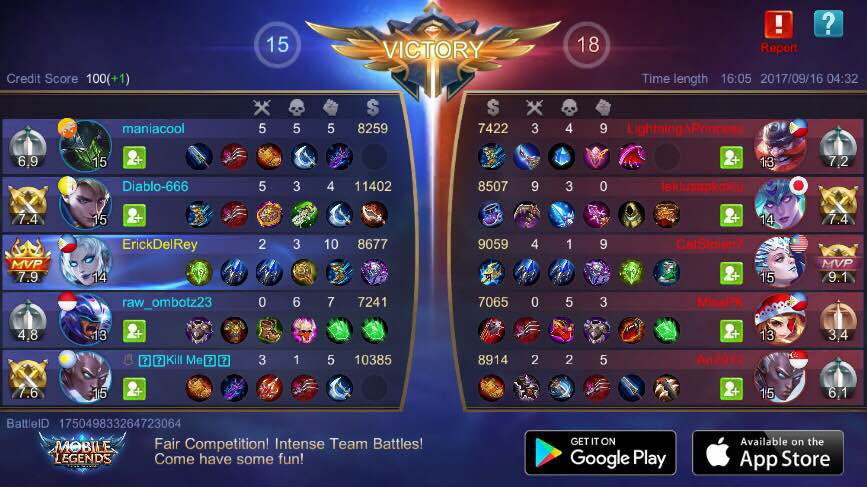 15 VICTORY 18
Report
Credit Score 100(+1) Time length 16:05 2017/09/16 04:32
maniacool 5 5 5 8259
6,9 15
7422 3 4 9
13 7,2
Diablo-666 5 3 4 11402
7.4 15
8507 9 3 0
14 7.4
ErickDelRey 2 3 10 8677
MVP 7.9 14
9059 4 1 9 CatStolen7
15 MVP 9.1
raw_ombotz23 0 6 7 7241
4,8 13
7065 0 5 3
13 3,4
Kill Me 3 1 5 10385
7.6 15
8914 2 2 5
15 6,1
BattleID 175049833264723064
MOBILE LEGENDS
Fair Competition! Intense Team Battles!
Come have some fun!
GET IT ON
Google Play
Available on the
App Store